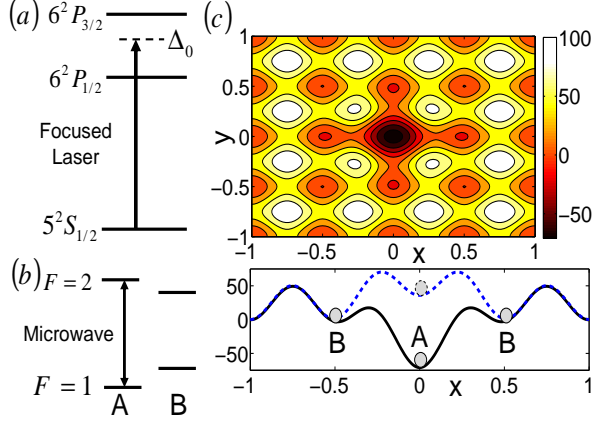 (a)
6²P₃/₂
Δ₀
6²P₁/₂
Focused
Laser
5²S₁/₂
(b)
F = 2
Microwave
F = 1
A
B
(c)
1
0.5
0
−0.5
−1
y
−1
−0.5
0
0.5
1
x
100
50
0
−50
50
0
−50
B
A
B
−1
−0.5
0
0.5
1
x